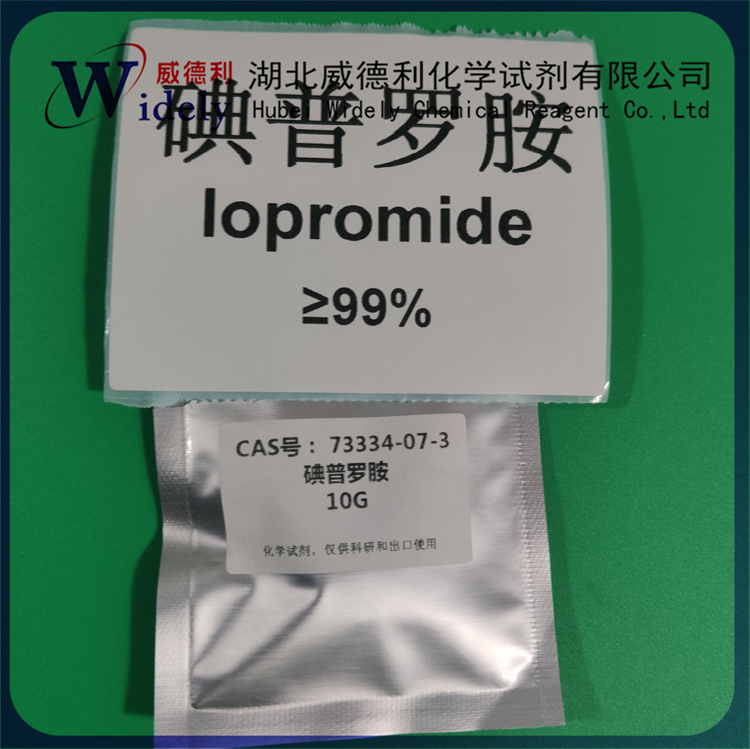 威德利
Widely
湖北威德利化学试剂有限公司
Hubei Widely Chemical Reagent Co.,Ltd
碘普罗胺
Iopromide
≥99%
CAS号：73334-07-3
碘普罗胺
10G
化学试剂，仅供科研和出口使用